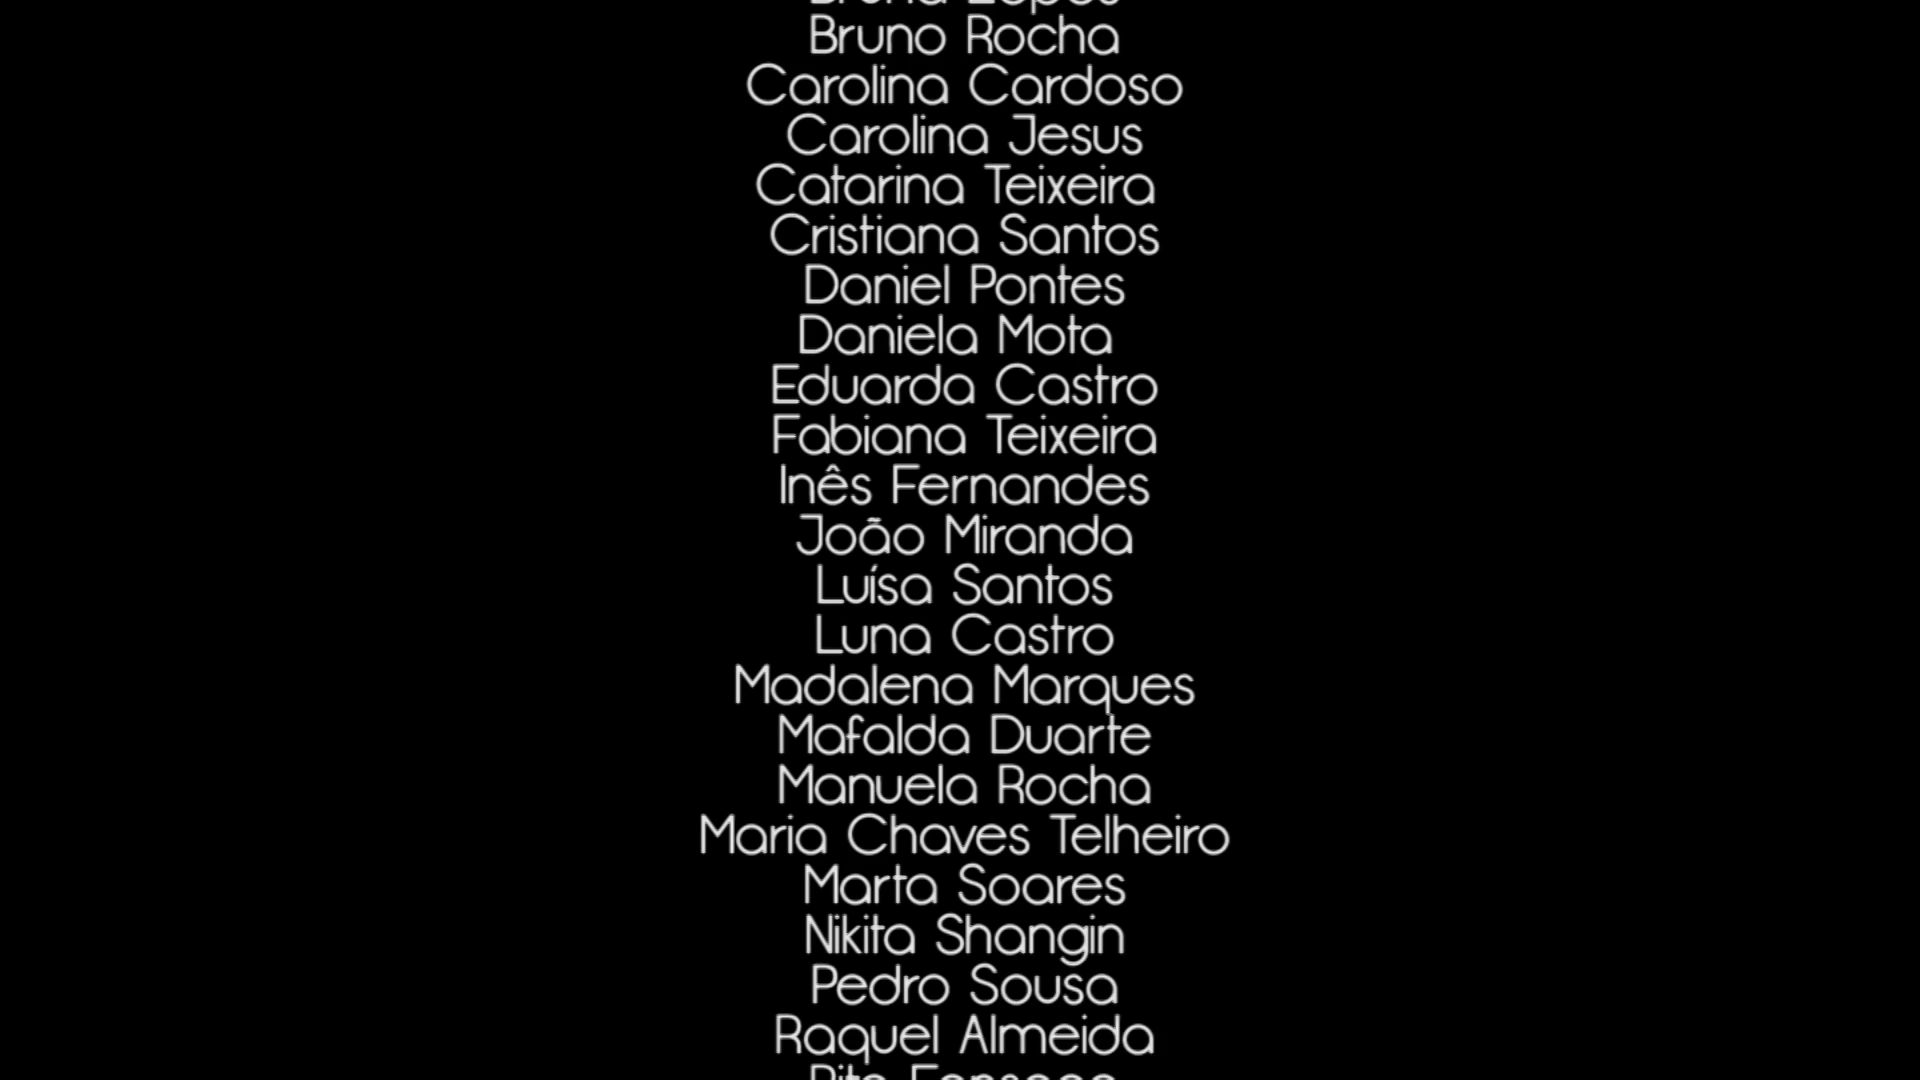 Bruna Lopes
Bruno Rocha
Carolina Cardoso
Carolina Jesus
Catarina Teixeira
Cristiana Santos
Daniel Pontes
Daniela Mota
Eduarda Castro
Fabiana Teixeira
Inês Fernandes
João Miranda
Luísa Santos
Luna Castro
Madalena Marques
Mafalda Duarte
Manuela Rocha
Maria Chaves Telheiro
Marta Soares
Nikita Shangin
Pedro Sousa
Raquel Almeida